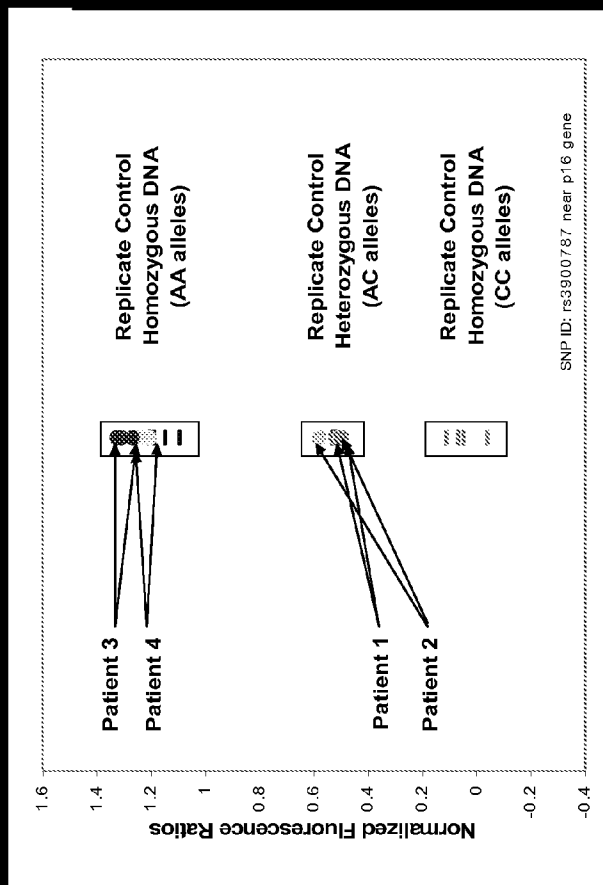 Normalized Fluorescence Ratios
1.6
1.4
1.2
1
0.8
0.6
0.4
0.2
0
-0.2
-0.4
Patient 3
Patient 4
Patient 1
Patient 2
Replicate Control
Homozygous DNA
(AA alleles)
Replicate Control
Heterozygous DNA
(AC alleles)
Replicate Control
Homozygous DNA
(CC alleles)
SNP ID: rs3900787 near p16 gene